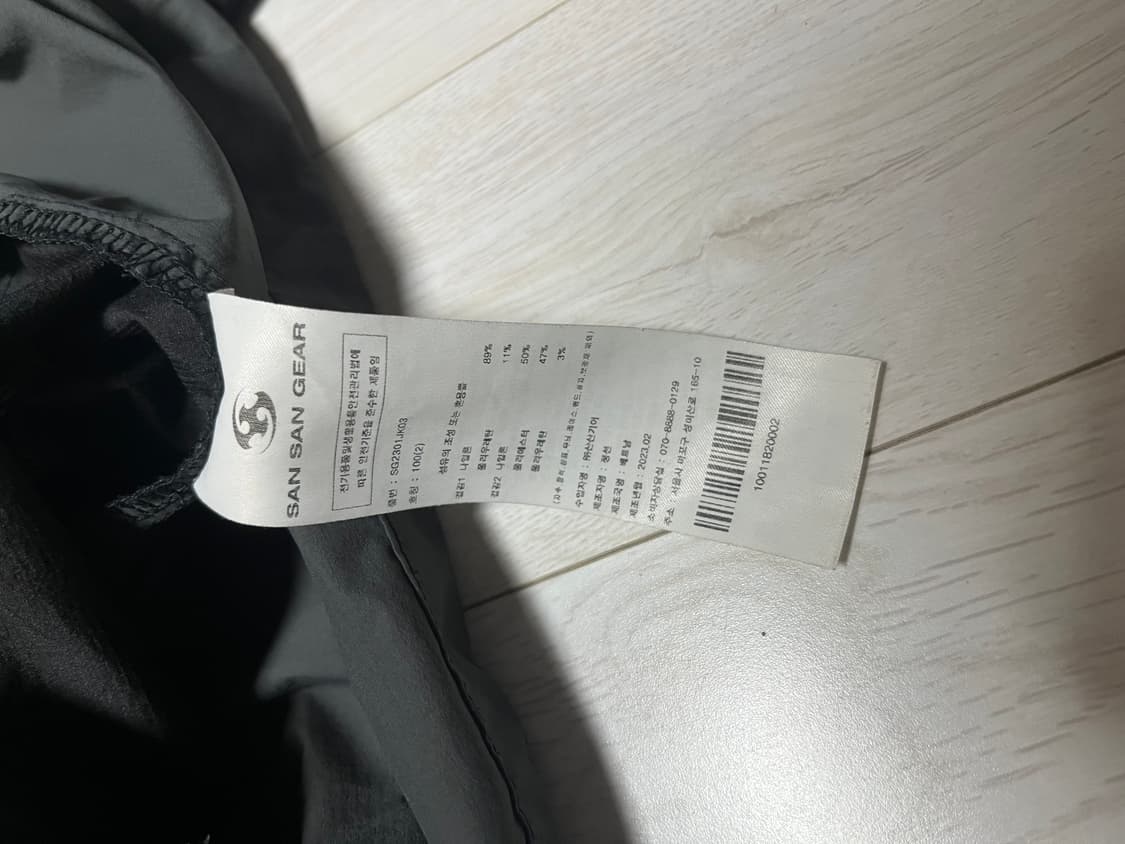 SAN SAN GEAR
전기용품및생활용품안전관리법에
따른 안전기준을 준수한 제품임
품번 : SG2301JK03
호칭 : 100(2)
섬유의 조성 또는 혼용률
겉감1 나일론 89%
폴리우레탄 11%
겉감2 나일론 50%
폴리에스터 47%
폴리우레탄 3%
수입자명 : ㈜산산기어
제조자명 : 청선
제조국명 : 베트남
제조년월 : 2023.02
소비자상담실 : 070-8888-0129
주소 : 서울시 마포구 성미산로 165-10
10011820002